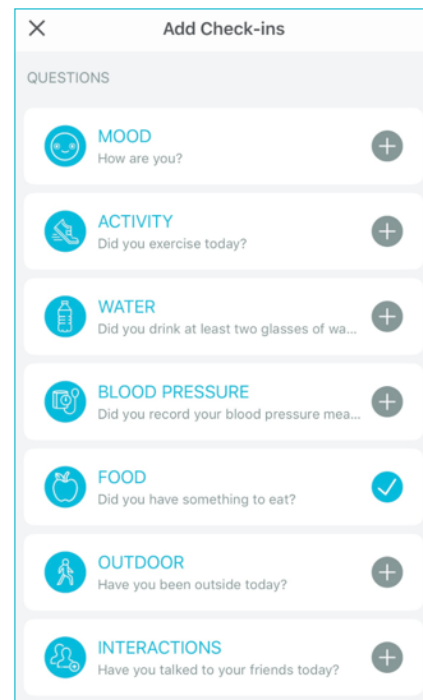 Add Check-ins
QUESTIONS
MOOD
How are you?
ACTIVITY
Did you exercise today?
WATER
Did you drink at least two glasses of wa...
BLOOD PRESSURE
Did you record your blood pressure mea...
FOOD
Did you have something to eat?
OUTDOOR
Have you been outside today?
INTERACTIONS
Have you talked to your friends today?